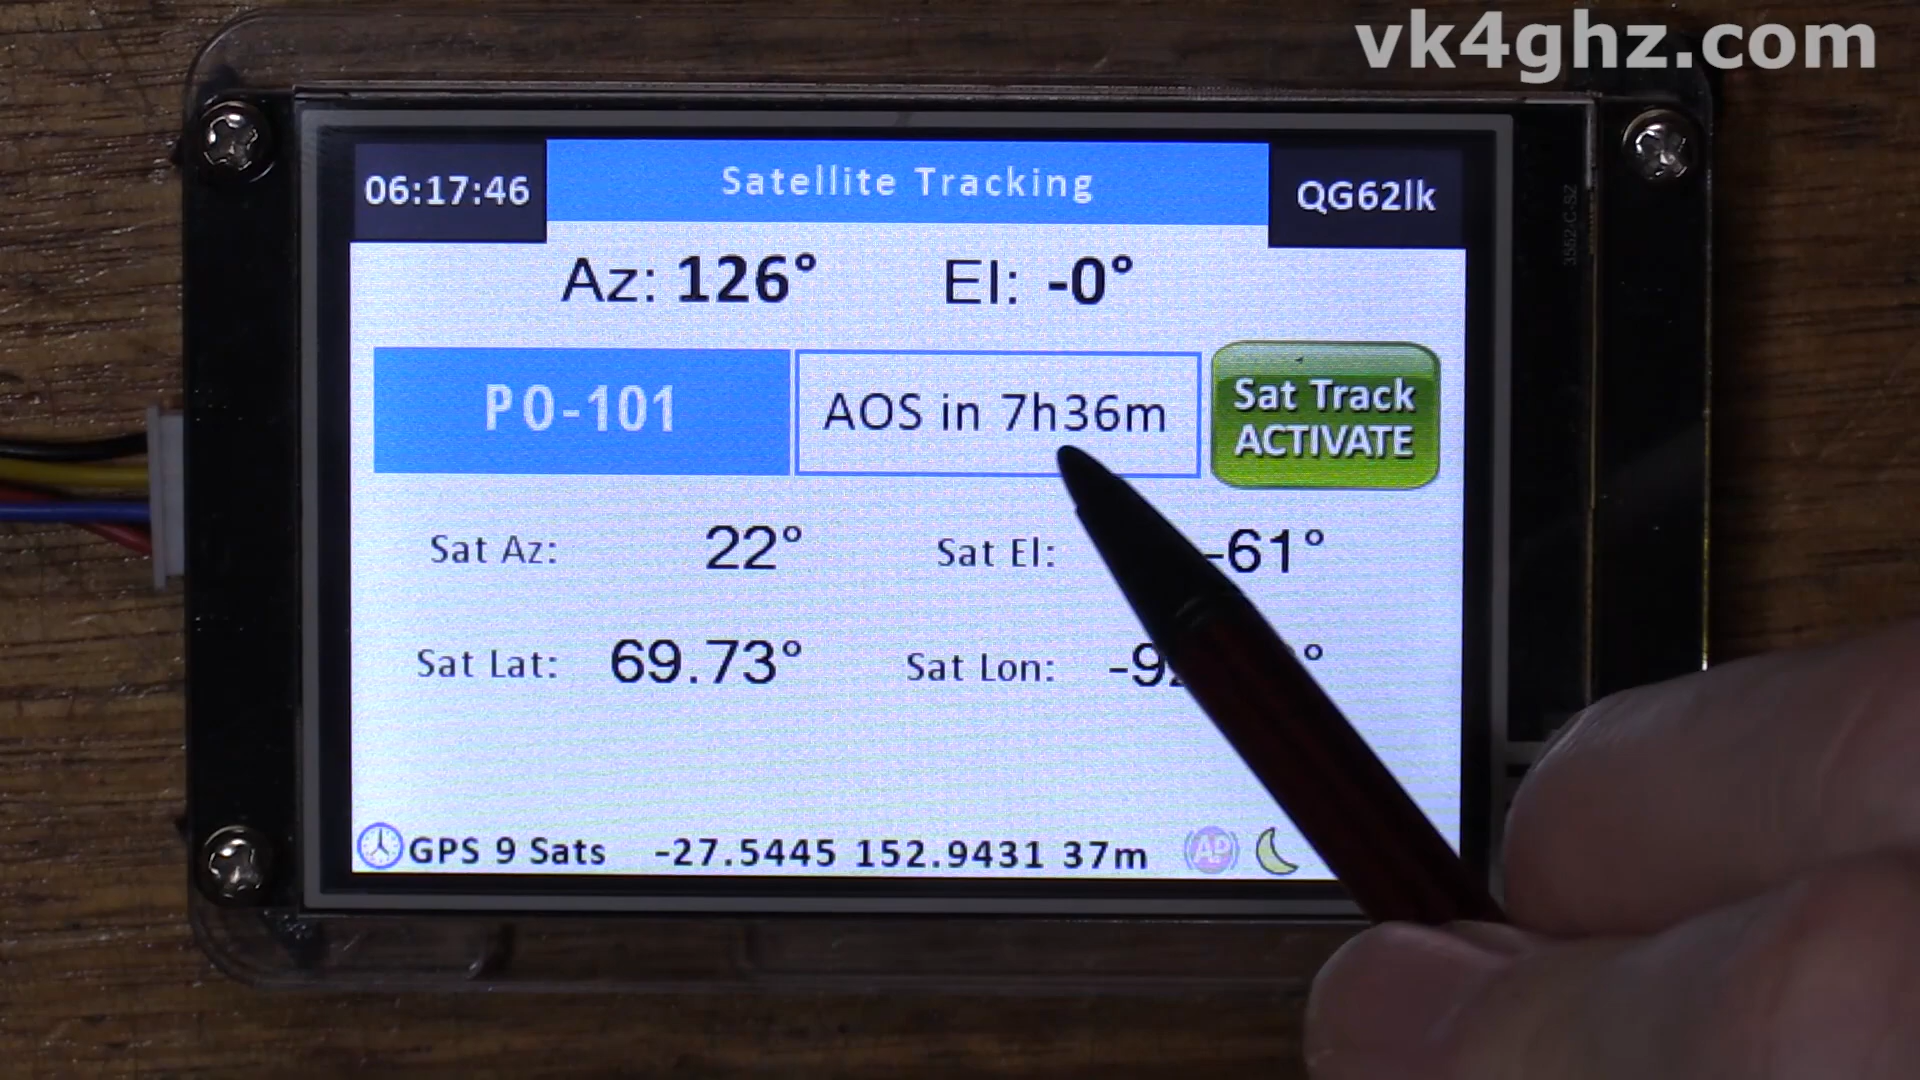 vk4ghz.com
06:17:46
Satellite Tracking
QG62lk
Az: 126° El: -0°
PO-101
AOS in 7h36m
Sat Track
ACTIVATE
Sat Az: 22° Sat El: -61°
Sat Lat: 69.73° Sat Lon:
GPS 9 Sats -27.5445 152.9431 37m
AP